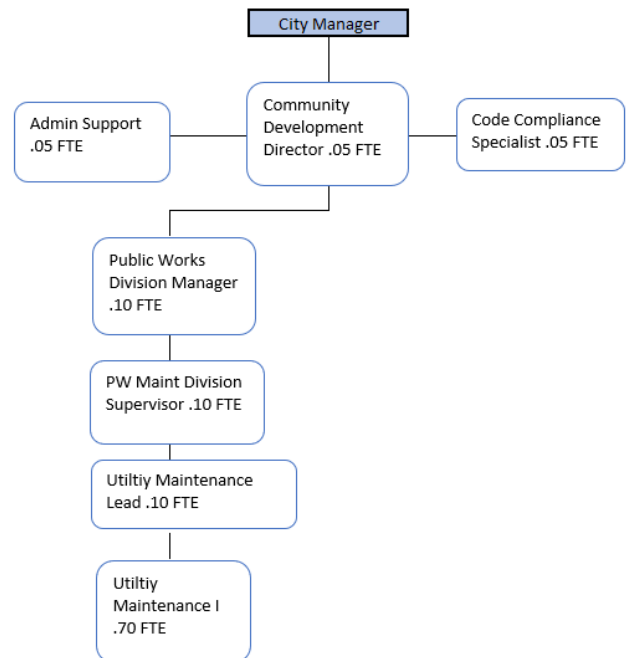 City Manager
Admin Support
.05 FTE
Community
Development
Director .05 FTE
Code Compliance
Specialist .05 FTE
Public Works
Division Manager
.10 FTE
PW Maint Division
Supervisor .10 FTE
Utiltiy Maintenance
Lead .10 FTE
Utiltiy
Maintenance I
.70 FTE